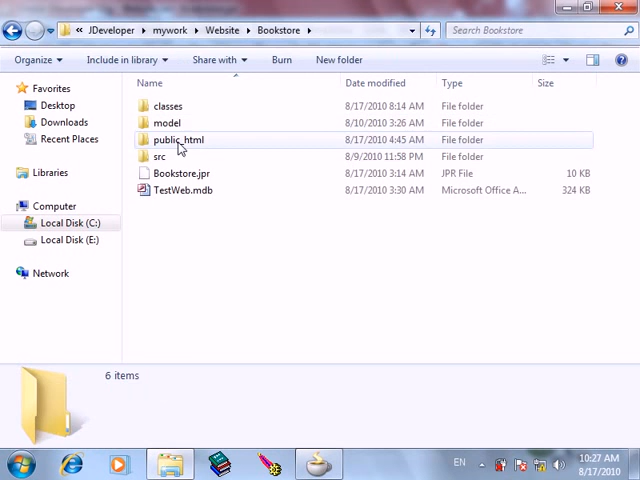 « JDeveloper ▸ mywork ▸ Website ▸ Bookstore ▸ Search Bookstore
Organize Include in library Share with Burn New folder
Name Date modified Type Size
Favorites
Desktop
Downloads
Recent Places
Libraries
Computer
Local Disk (C:)
Local Disk (E:)
Network
classes 8/17/2010 8:14 AM File folder
model 8/10/2010 3:26 AM File folder
public_html 8/17/2010 4:45 AM File folder
src 8/9/2010 11:58 PM File folder
Bookstore.jpr 8/17/2010 3:14 AM JPR File 10 KB
TestWeb.mdb 8/17/2010 3:30 AM Microsoft Office A... 324 KB
6 items
EN
10:27 AM
8/17/2010